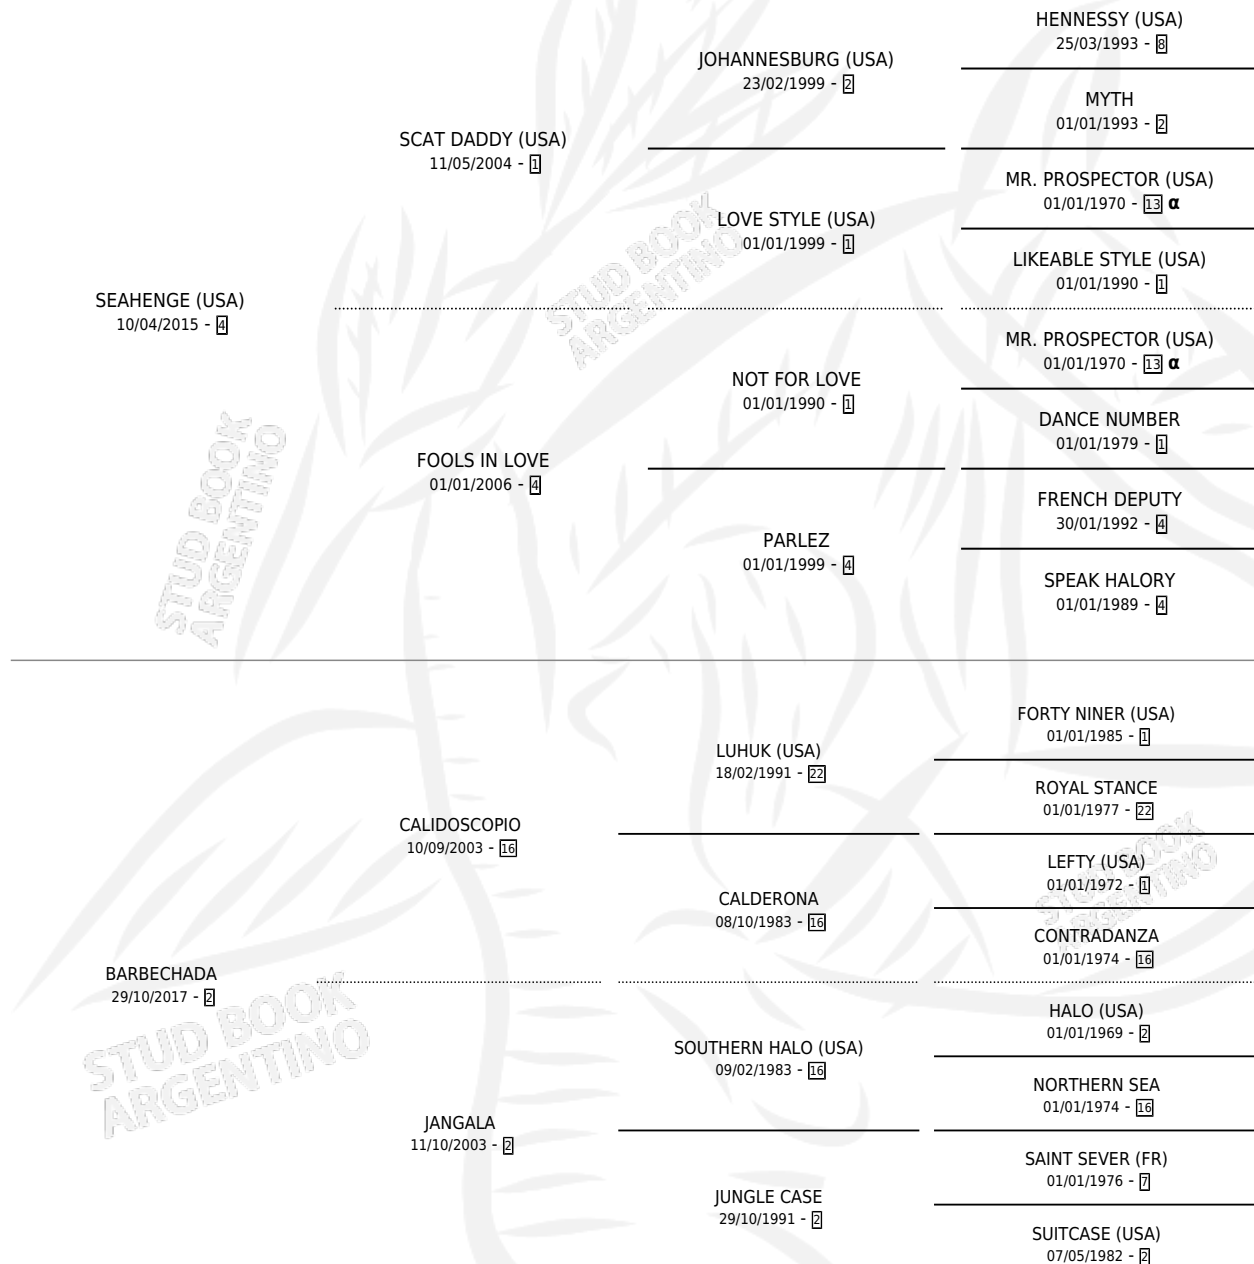 HENNESSY (USA)
25/03/1993 - 8
JOHANNESBURG (USA)
23/02/1999 - 2
MYTH
01/01/1993 - 2
SCAT DADDY (USA)
11/05/2004 - 1
MR. PROSPECTOR (USA)
01/01/1970 - 13 α
LOVE STYLE (USA)
01/01/1999 - 1
LIKEABLE STYLE (USA)
01/01/1990 - 1
SEAHENGE (USA)
10/04/2015 - 4
MR. PROSPECTOR (USA)
01/01/1970 - 13 α
NOT FOR LOVE
01/01/1990 - 1
DANCE NUMBER
01/01/1979 - 1
FOOLS IN LOVE
01/01/2006 - 4
FRENCH DEPUTY
30/01/1992 - 4
PARLEZ
01/01/1999 - 4
SPEAK HALORY
01/01/1989 - 4
STUD BOOK
ARGENTINO
STUD BOOK
ARGENTINO
FORTY NINER (USA)
01/01/1985 - 1
LUHUK (USA)
18/02/1991 - 22
ROYAL STANCE
01/01/1977 - 22
CALIDOSCOPIO
10/09/2003 - 16
LEFTY (USA)
01/01/1972 - 1
CALDERONA
08/10/1983 - 16
CONTRADANZA
01/01/1974 - 16
BARBECHADA
29/10/2017 - 2
HALO (USA)
01/01/1969 - 2
SOUTHERN HALO (USA)
09/02/1983 - 16
NORTHERN SEA
01/01/1974 - 16
JANGALA
11/10/2003 - 2
SAINT SEVER (FR)
01/01/1976 - 7
JUNGLE CASE
29/10/1991 - 2
SUITCASE (USA)
07/05/1982 - 2
STUD BOOK
ARGENTINO
STUD BOOK
ARGENTINO